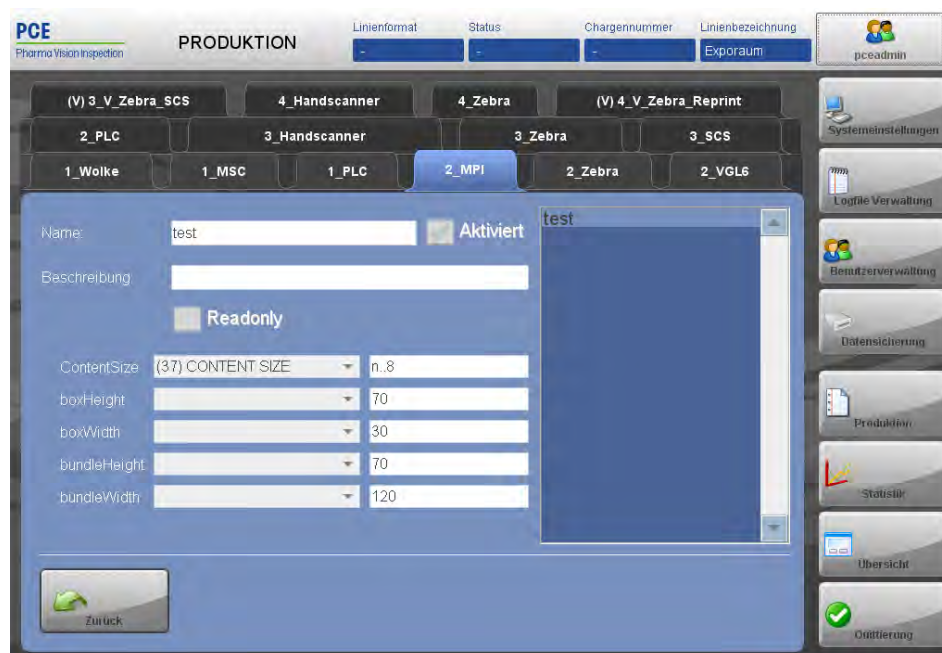 PCE
Pharma Vision Inspection
PRODUKTION
Linienformat
-
Status
-
Chargennummer
-
Linienbezeichnung
Exporaum
pceadmin
(V) 3_V_Zebra_SCS
4_Handscanner
4_Zebra
(V) 4_V_Zebra_Reprint
2_PLC
3_Handscanner
3_Zebra
3_SCS
1_Wolke
1_MSC
1_PLC
2_MPI
2_Zebra
2_VGL6
Name:
test
Aktiviert
Beschreibung
Readonly
ContentSize
(37) CONTENT SIZE
n..8
boxHeight
70
boxWidth
30
bundleHeight
70
bundleWidth
120
test
Zurück
Systemeinstellungen
Logfile Verwaltung
Benutzerverwaltung
Datensicherung
Produktion
Statistik
Übersicht
Quittierung